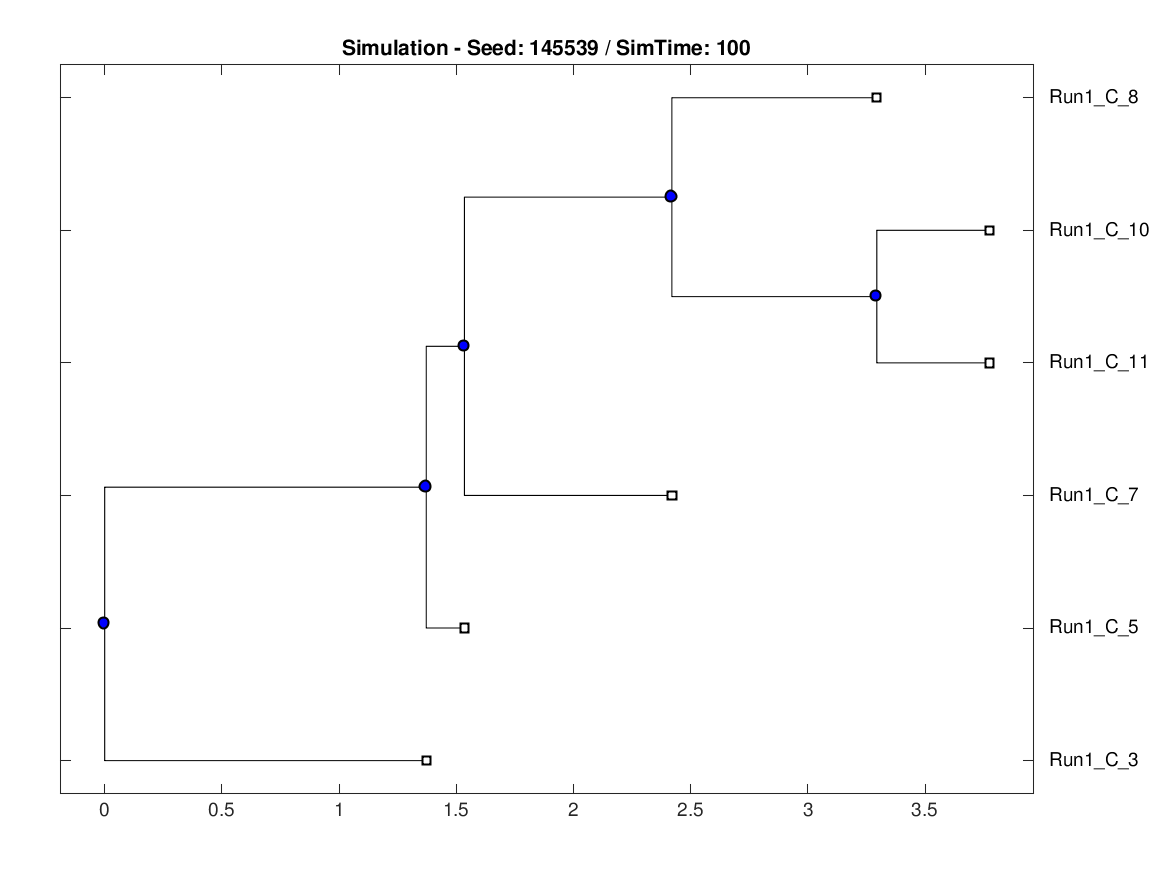 Simulation - Seed: 145539 / SimTime: 100
Run1_C_8
Run1_C_10
Run1_C_11
Run1_C_7
Run1_C_5
Run1_C_3
0 0.5 1 1.5 2 2.5 3 3.5